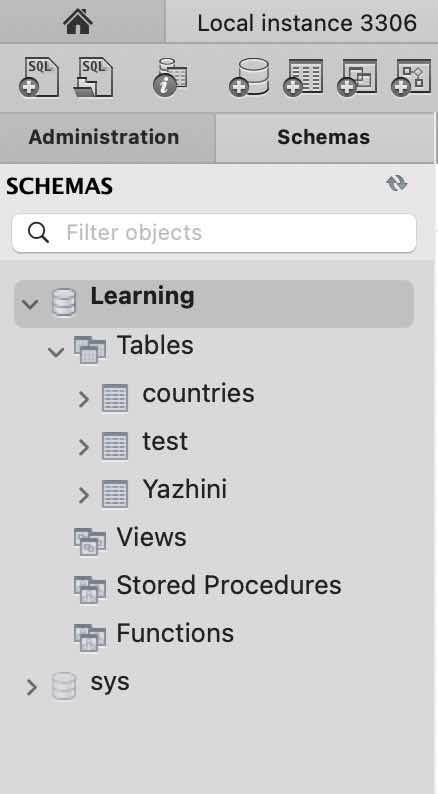 Local instance 3306
SQL SQL
Administration Schemas
SCHEMAS
Filter objects
Learning
Tables
countries
test
Yazhini
Views
Stored Procedures
Functions
sys